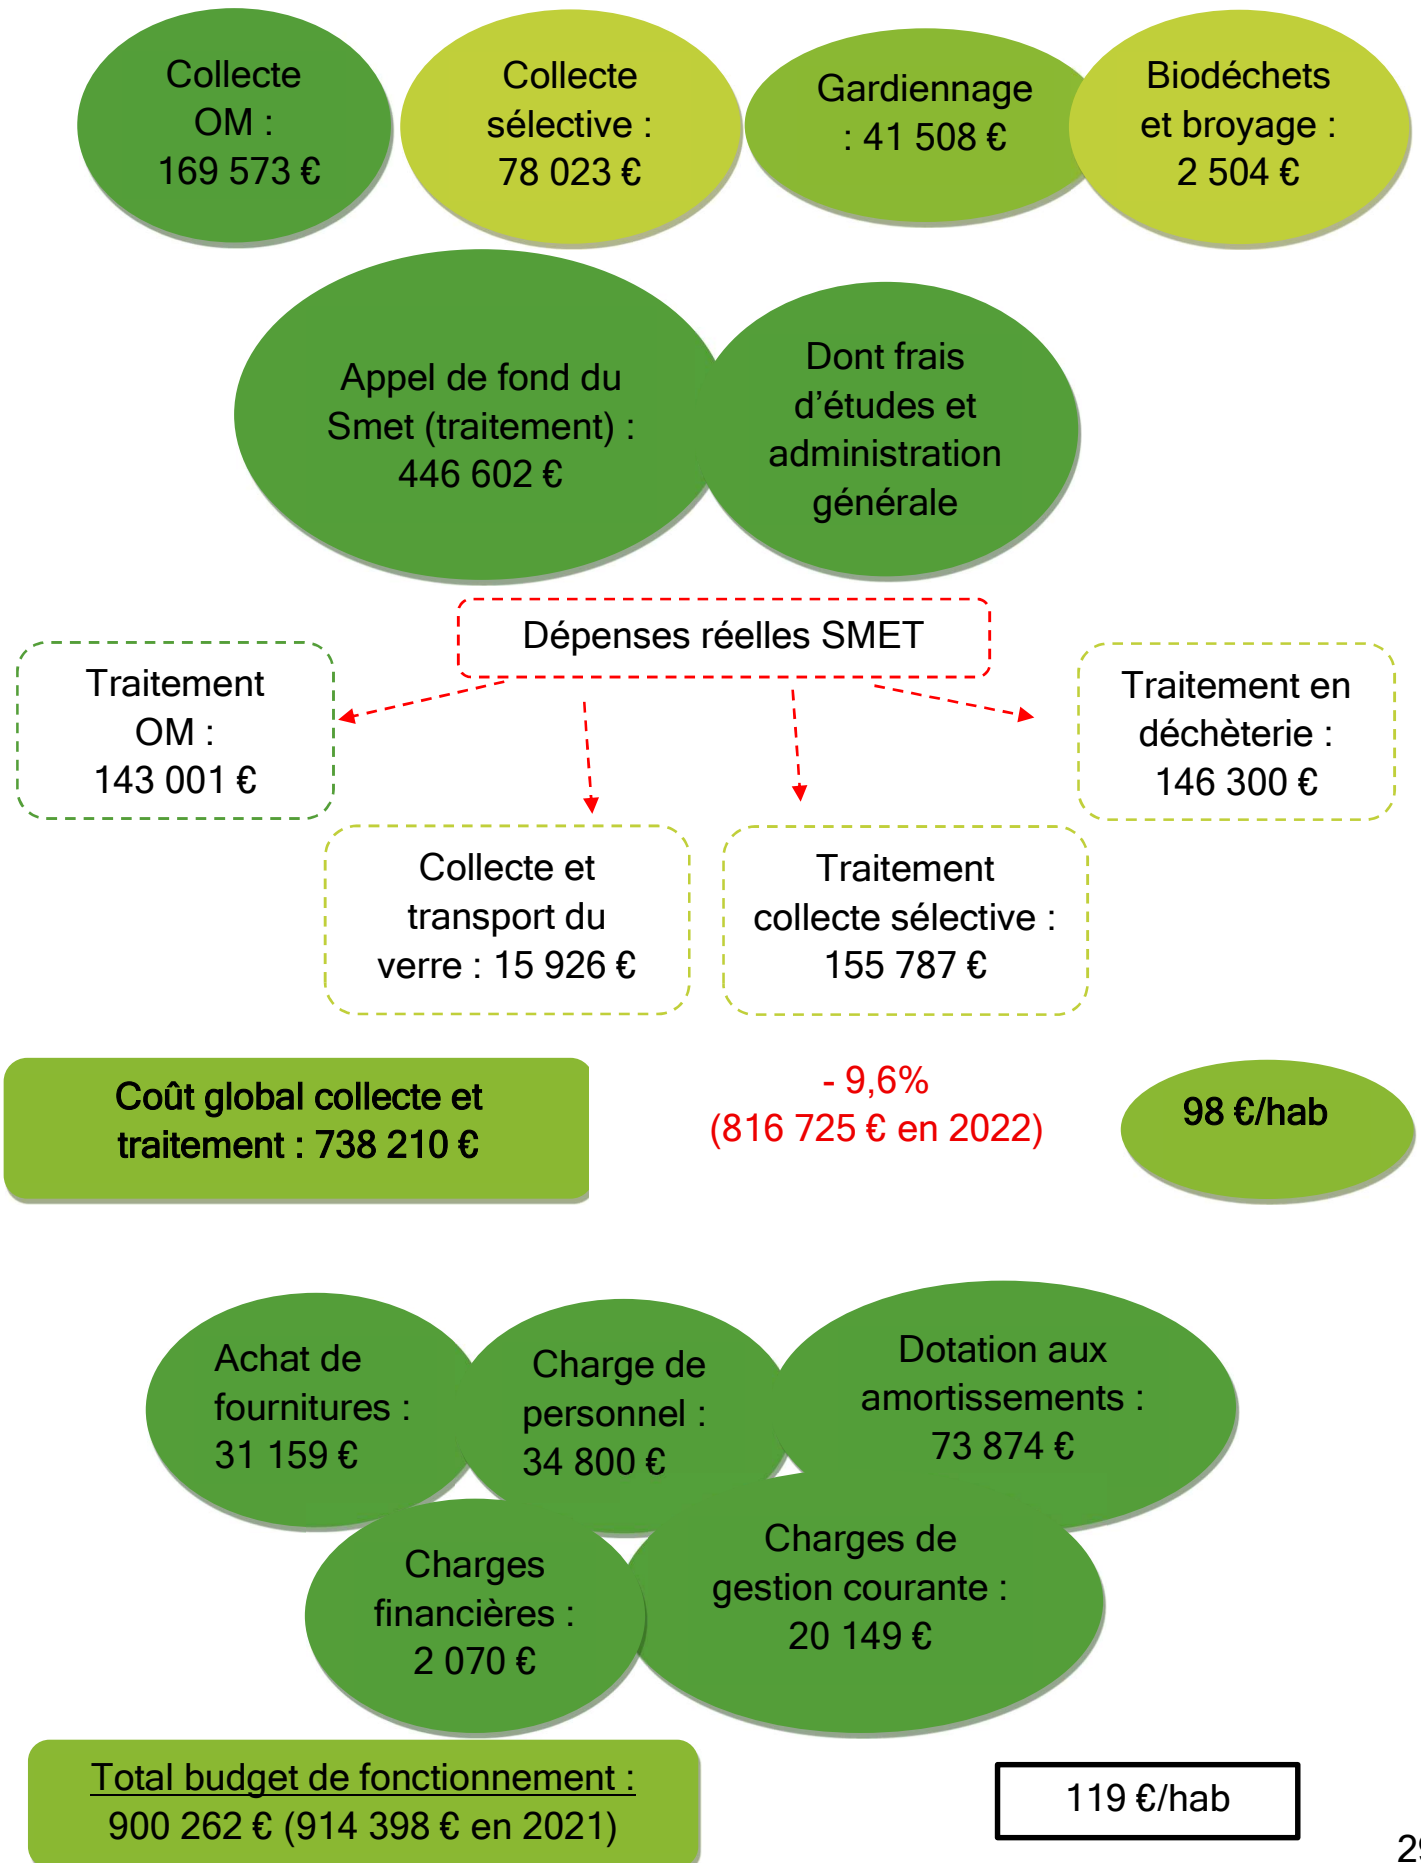 Collecte
OM :
169 573 €
Collecte
sélective :
78 023 €
Gardiennage
: 41 508 €
Biodéchets
et broyage :
2 504 €
Appel de fond du
Smet (traitement) :
446 602 €
Dont frais
d’études et
administration
générale
Dépenses réelles SMET
Traitement
OM :
143 001 €
Traitement en
déchèterie :
146 300 €
Collecte et
transport du
verre : 15 926 €
Traitement
collecte sélective :
155 787 €
Coût global collecte et
traitement : 738 210 €
- 9,6%
(816 725 € en 2022)
98 €/hab
Achat de
fournitures :
31 159 €
Charge de
personnel :
34 800 €
Dotation aux
amortissements :
73 874 €
Charges
financières :
2 070 €
Charges de
gestion courante :
20 149 €
Total budget de fonctionnement :
900 262 € (914 398 € en 2021)
119 €/hab
29